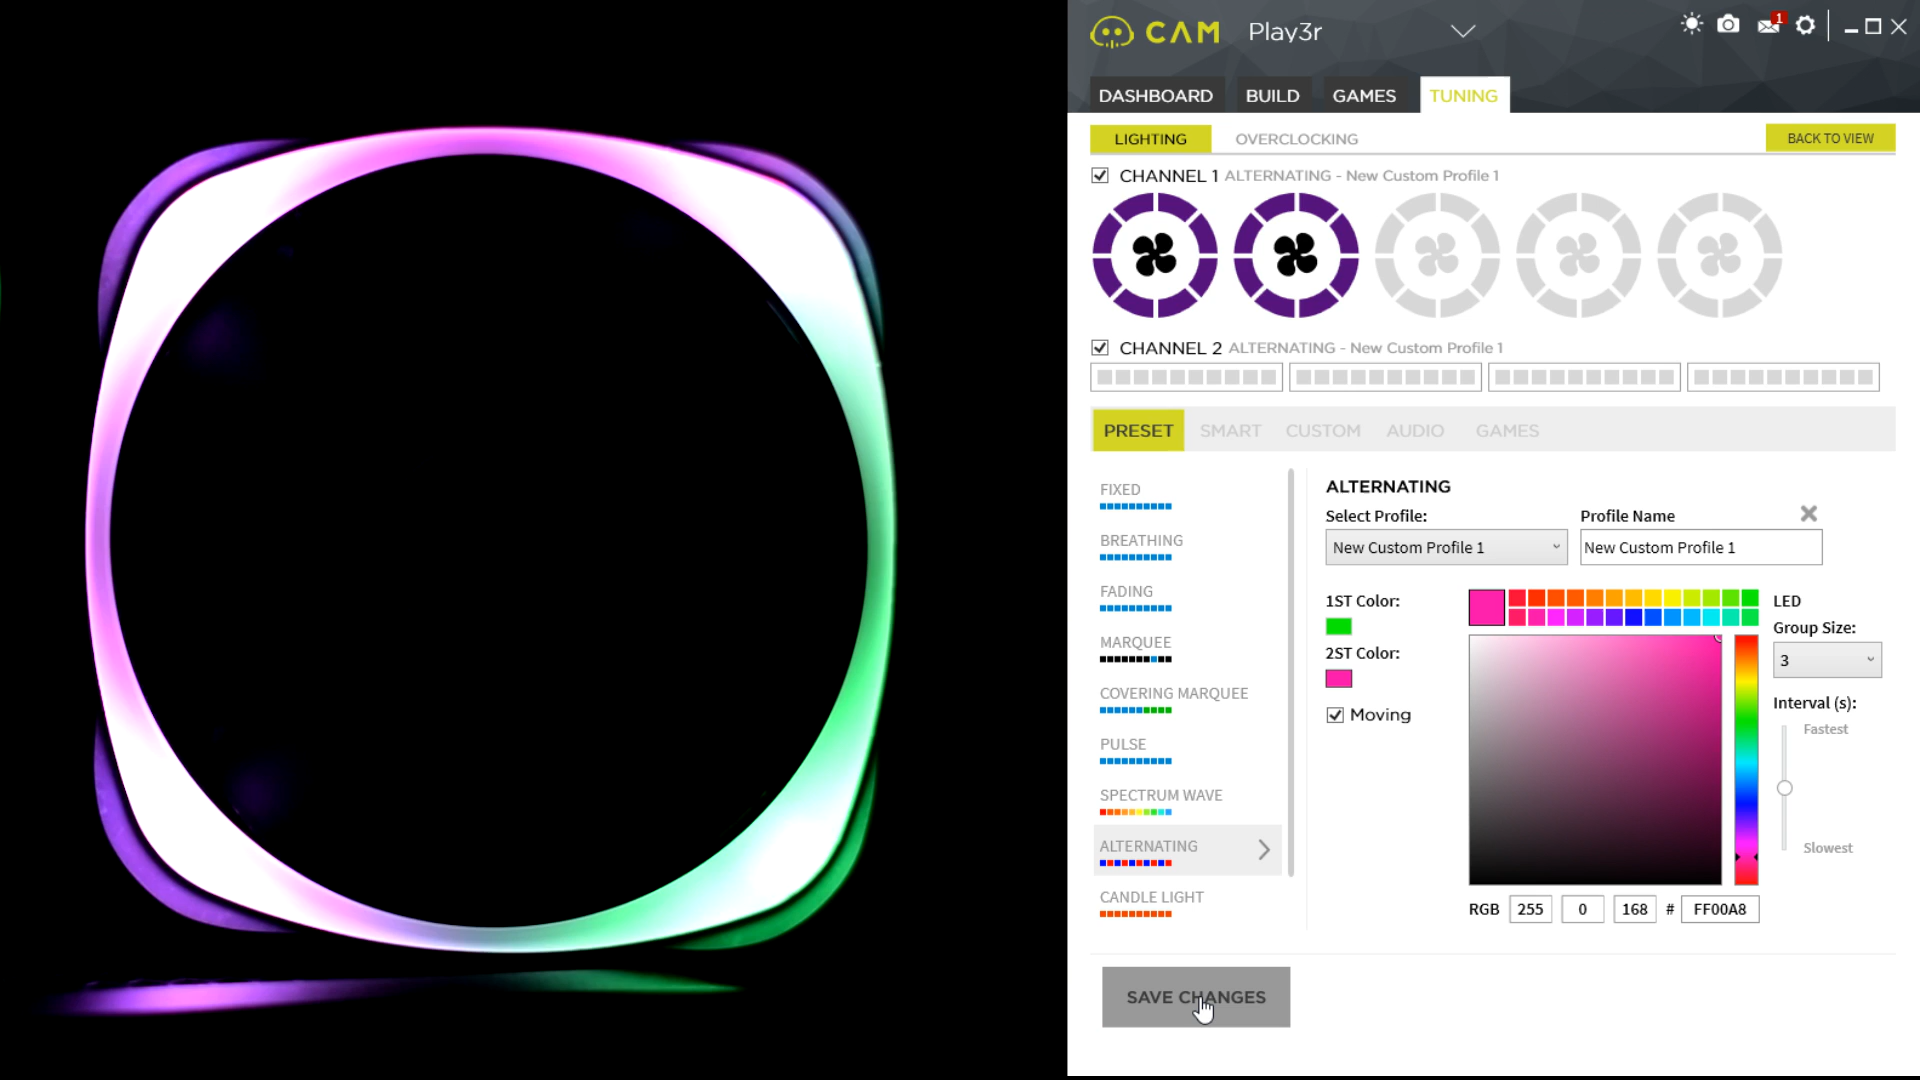 CAM Play3r
1
DASHBOARD BUILD GAMES TUNING
LIGHTING OVERCLOCKING BACK TO VIEW
CHANNEL 1 ALTERNATING - New Custom Profile 1
CHANNEL 2 ALTERNATING - New Custom Profile 1
PRESET SMART CUSTOM AUDIO GAMES
FIXED
BREATHING
FADING
MARQUEE
COVERING MARQUEE
PULSE
SPECTRUM WAVE
ALTERNATING
CANDLE LIGHT
ALTERNATING
Select Profile: Profile Name
New Custom Profile 1 New Custom Profile 1
1ST Color:
2ST Color:
Moving
LED
Group Size:
3
Interval (s):
Fastest
Slowest
RGB 255 0 168 # FF00A8
SAVE CHANGES